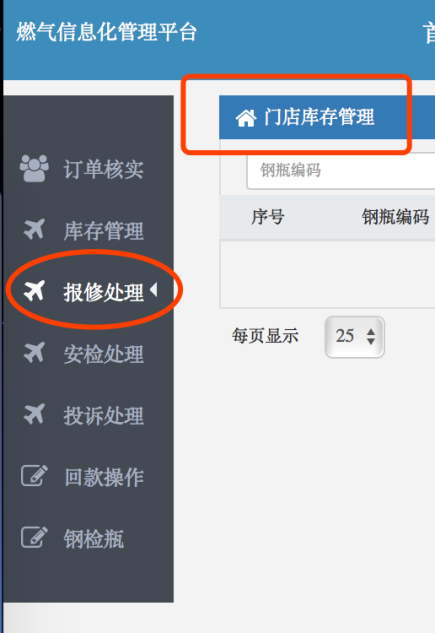 燃气信息化管理平台
首
门店库存管理
订单核实
库存管理
报修处理
安检处理
投诉处理
回款操作
钢检瓶
钢瓶编码
序号 钢瓶编码
每页显示 25